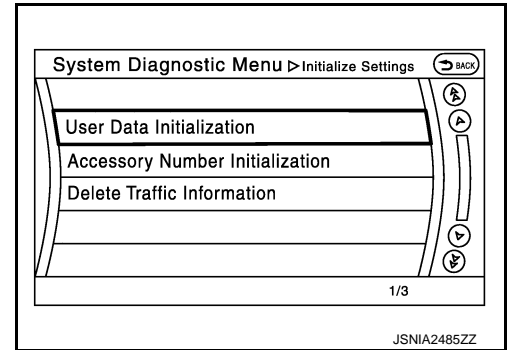 System Diagnostic Menu ▷ Initialize Settings BACK
User Data Initialization
Accessory Number Initialization
Delete Traffic Information
1/3
JSNIA2485ZZ